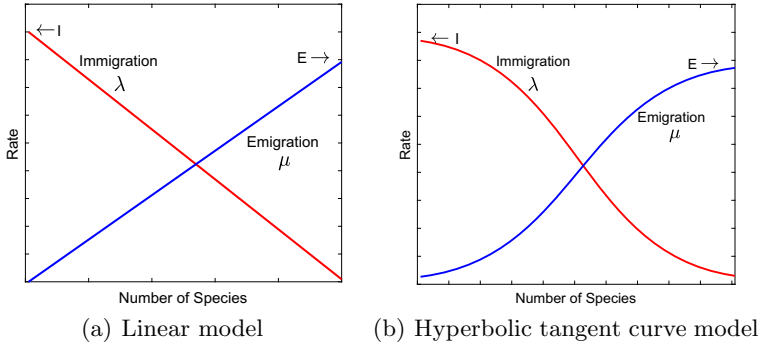 ←I
Immigration
λ
E→
Emigration
μ
Rate
Number of Species
(a) Linear model
←I
Immigration
λ
E→
Emigration
μ
Rate
Number of Species
(b) Hyperbolic tangent curve model